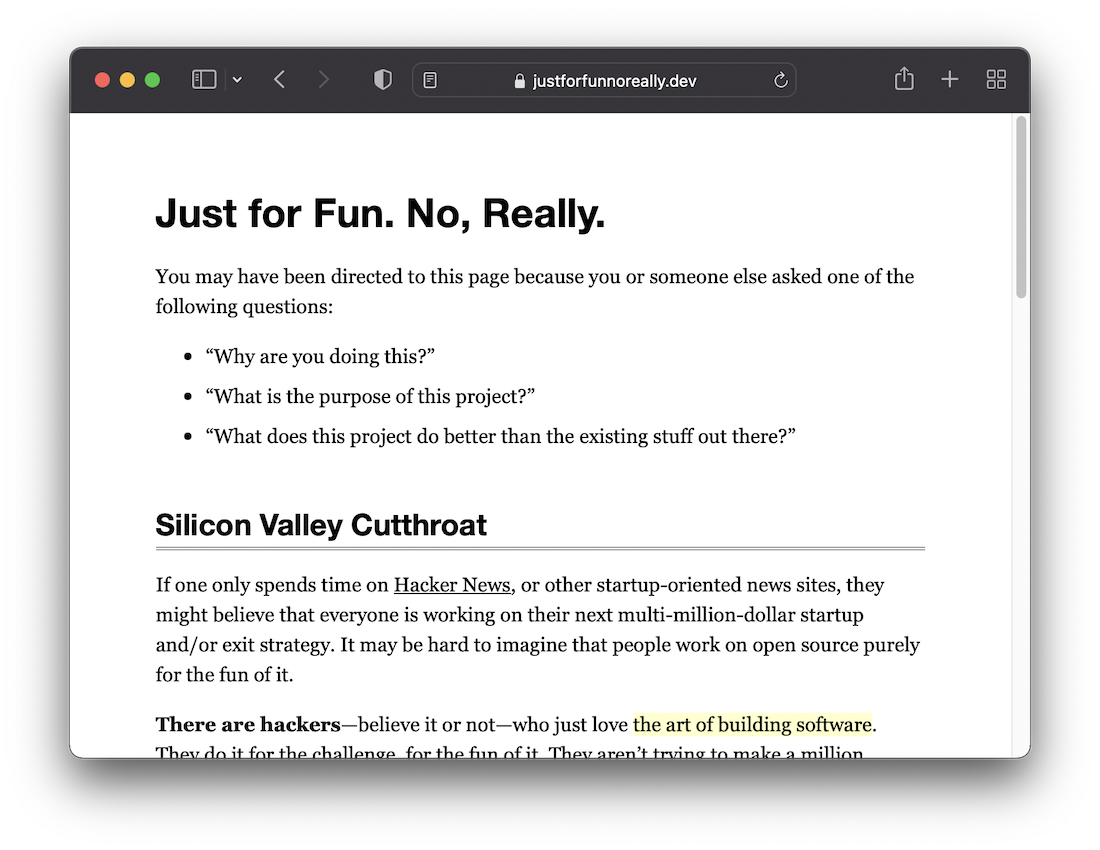 justforfunnoreally.dev
Just for Fun. No, Really.
You may have been directed to this page because you or someone else asked one of the
following questions:
• “Why are you doing this?”
• “What is the purpose of this project?”
• “What does this project do better than the existing stuff out there?”
Silicon Valley Cutthroat
If one only spends time on Hacker News, or other startup-oriented news sites, they
might believe that everyone is working on their next multi-million-dollar startup
and/or exit strategy. It may be hard to imagine that people work on open source purely
for the fun of it.
There are hackers—believe it or not—who just love the art of building software.
They do it for the challenge, for the fun of it. They aren’t trying to make a million